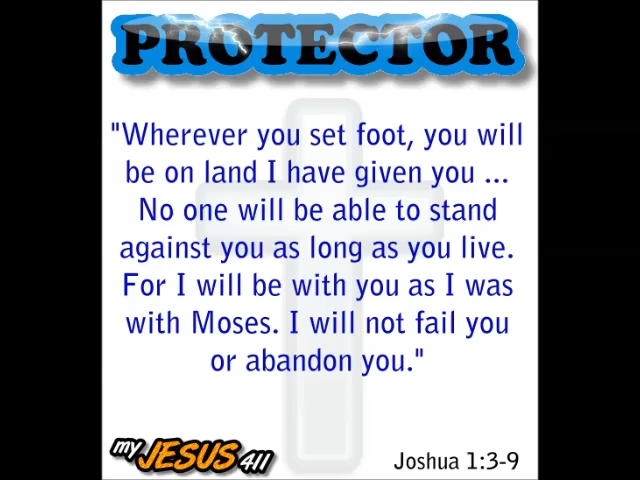 PROTECTOR
"Wherever you set foot, you will
be on land I have given you ...
No one will be able to stand
against you as long as you live.
For I will be with you as I was
with Moses. I will not fail you
or abandon you."
my JESUS 411
Joshua 1:3-9